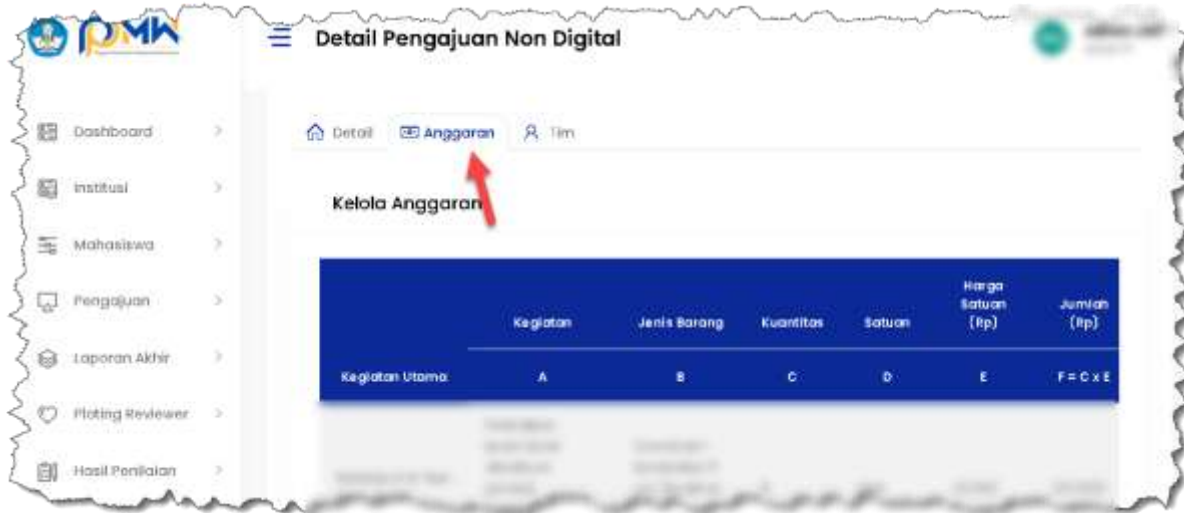 PMW
Detail Pengajuan Non Digital
Dashboard
Institusi
Mahasiswa
Pengajuan
Laporan Akhir
Ploting Reviewer
Hasil Penilaian
Detail Anggaran Tim
Kelola Anggaran
Kegiatan Utama
Kegiatan Jenis Barang Kuantitas Satuan Harga Satuan (Rp) Jumlah (Rp)
A B C D E F = C x E